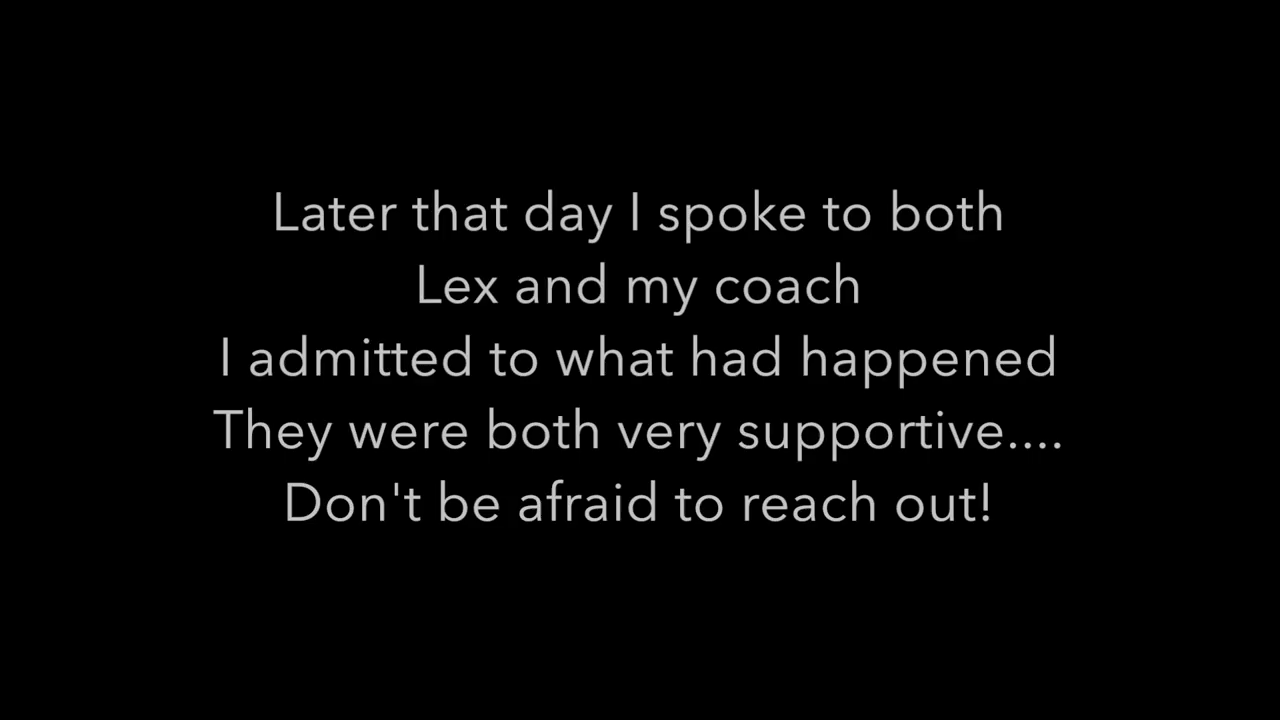 Later that day I spoke to both
Lex and my coach
I admitted to what had happened
They were both very supportive....
Don't be afraid to reach out!